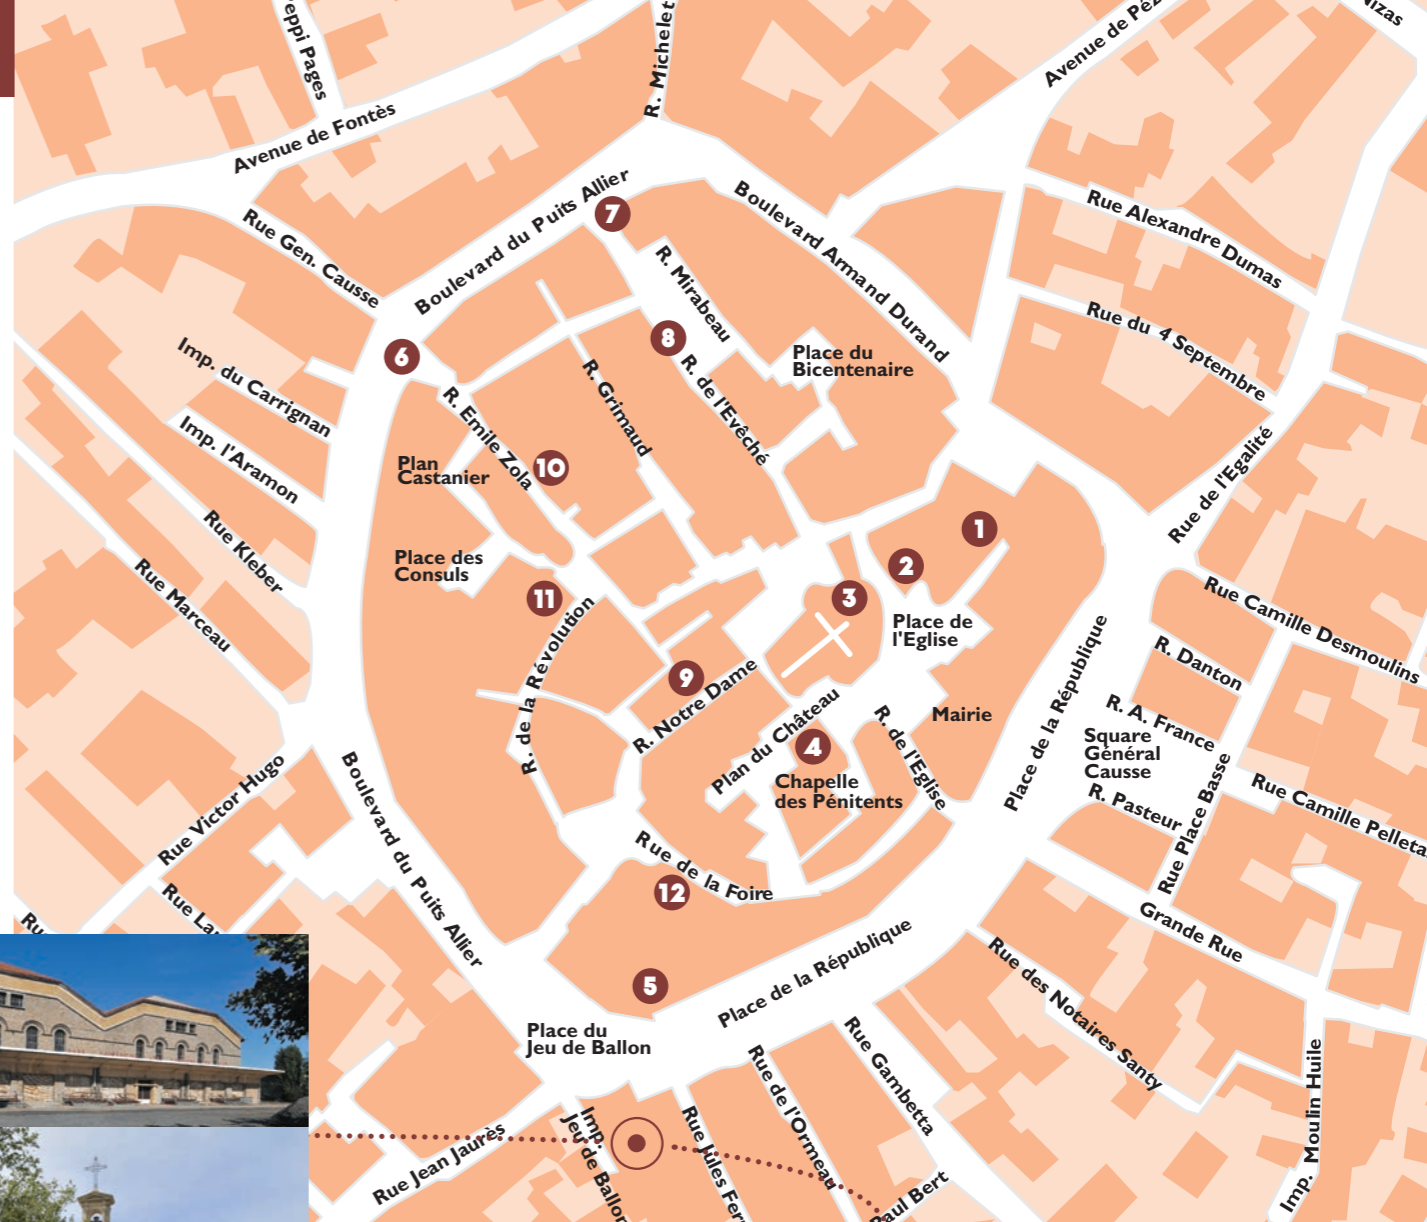 eppi Pages
R. Michelet
Avenue de Péz
Nizas
Avenue de Fontès
Boulevard du Puits Allier
7
Boulevard Armand Durand
Rue Alexandre Dumas
Rue Gen. Causse
R. Mirabeau
Rue du 4 Septembre
6
8
Place du
Bicentenaire
Imp. du Carrignan
R. Grimaud
R. de l'Evêché
R. Emile Zola
Imp. l'Aramon
Plan
Castanier
10
Rue de l'Egalité
Rue Kleber
1
Place des
Consuls
2
Rue Marceau
11
3
Place de
l'Eglise
Rue Camille Desmoulins
R. de la Révolution
9
R. Notre Dame
R. Danton
Place de la République
Mairie
R. A. France
Plan du Château
4
R. de l'Eglise
Square
Général
Causse
Chapelle
des Pénitents
R. Pasteur
Rue Place Basse
Rue Camille Pelleta
Rue Victor Hugo
Boulevard du Puits Allier
Rue de la Foire
12
Rue La
Ru
Grande Rue
5
Place de la République
Rue des Notaires Santy
Place du
Jeu de Ballon
Rue Gambetta
Rue de l'Ormeau
Imp. Moulin Huile
Rue Jean Jaurès
Imp.
Jeu de Ballon
Rue Jules Fer
Paul Bert